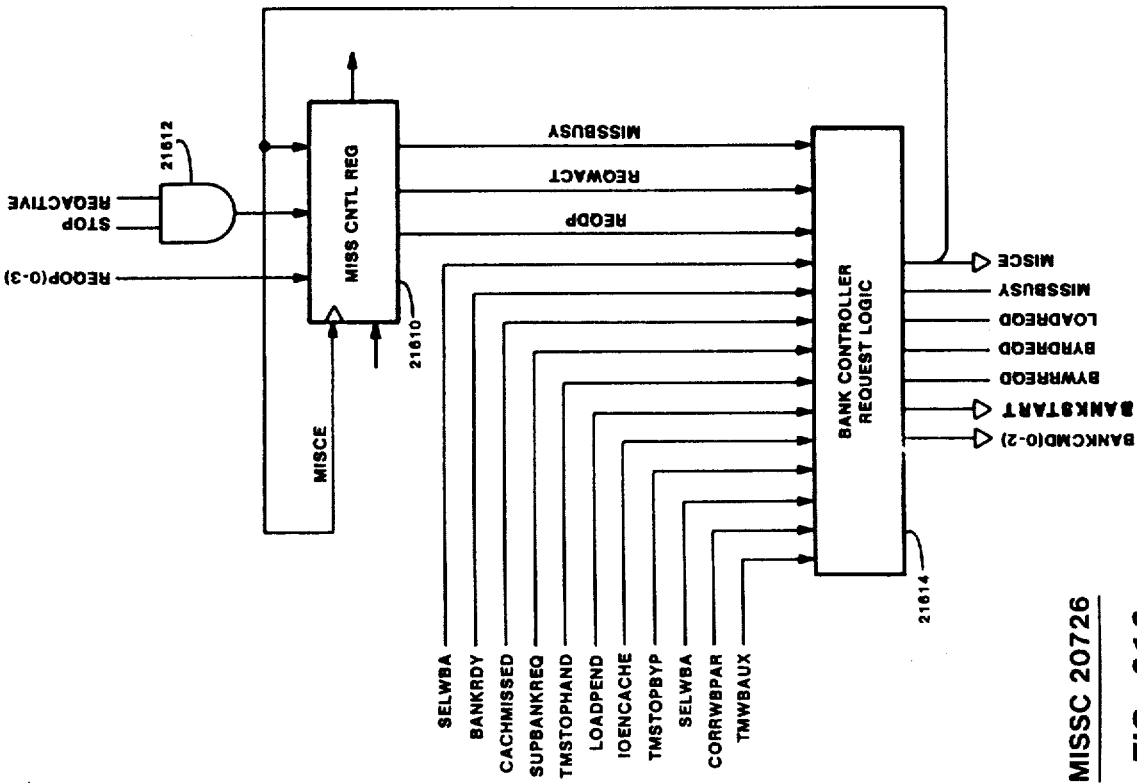 21612
REQACTIVE
STOP
REQOP(0-3)
MISS CNTL REG
21610
MISCE
MISSBUSY
REQWACT
REQDP
SELWBA
BANKRDY
CACHMISSED
SUPBANKREQ
TMSTOPHAND
LOADPEND
IOENCACHE
TMSTOPBYP
SELWBA
CORRWBPAR
TMWBAUX
BANK CONTROLLER
REQUEST LOGIC
21614
MISCE
MISSBUSY
LOADREQD
BYRDREQD
BYWRREQD
BANKSTART
BANKCMD(0-2)
MISSC 20726